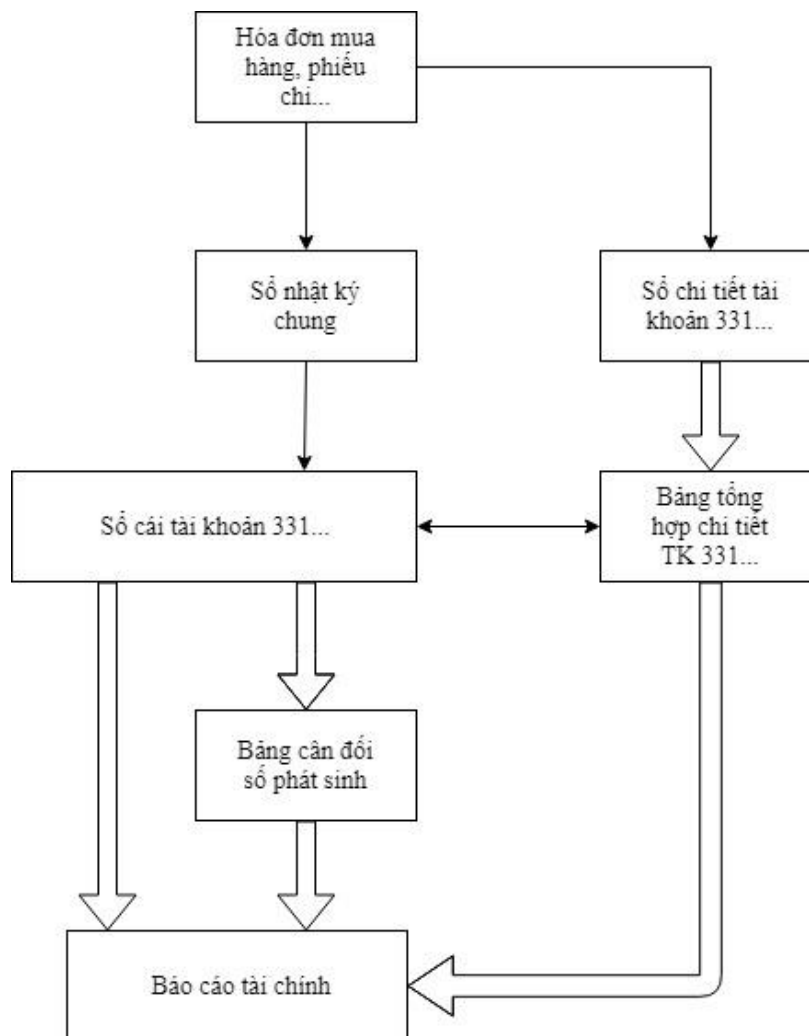 Hóa đơn mua
hàng, phiếu
chi...
Sổ nhật ký
chung
Sổ chi tiết tài
khoản 331...
Sổ cái tài khoản 331...
Bảng tổng
hợp chi tiết
TK 331...
Bảng cân đối
số phát sinh
Báo cáo tài chính